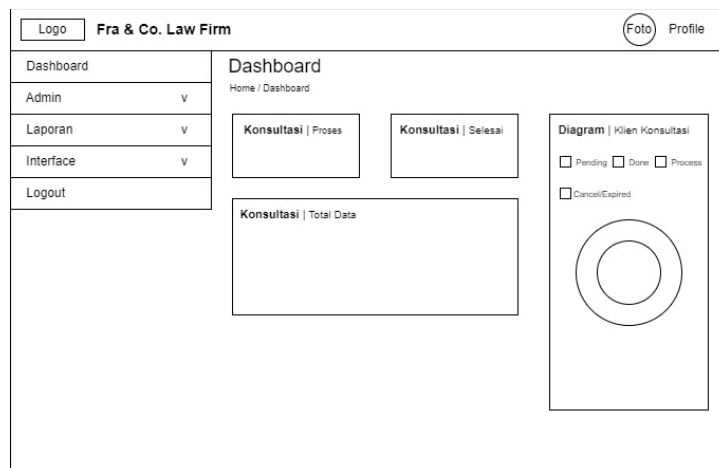 Logo Fra & Co. Law Firm Foto Profile
Dashboard
Admin v
Laporan v
Interface v
Logout
Dashboard
Home / Dashboard
Konsultasi | Proses
Konsultasi | Selesai
Konsultasi | Total Data
Diagram | Klien Konsultasi
Pending Done Process
Cancel/Expired